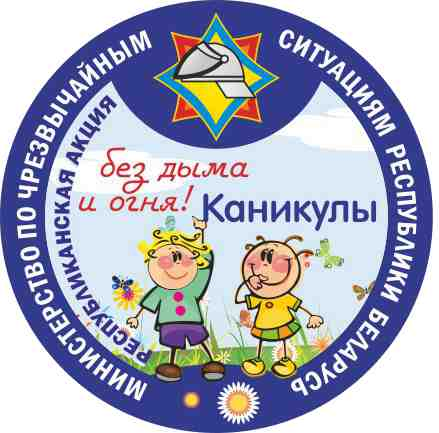 МИНИСТЕРСТВО ПО ЧРЕЗВЫЧАЙНЫМ СИТУАЦИЯМ РЕСПУБЛИКИ БЕЛАРУСЬ
РЕСПУБЛИКАНСКАЯ АКЦИЯ
без дыма
и огня!
Каникулы